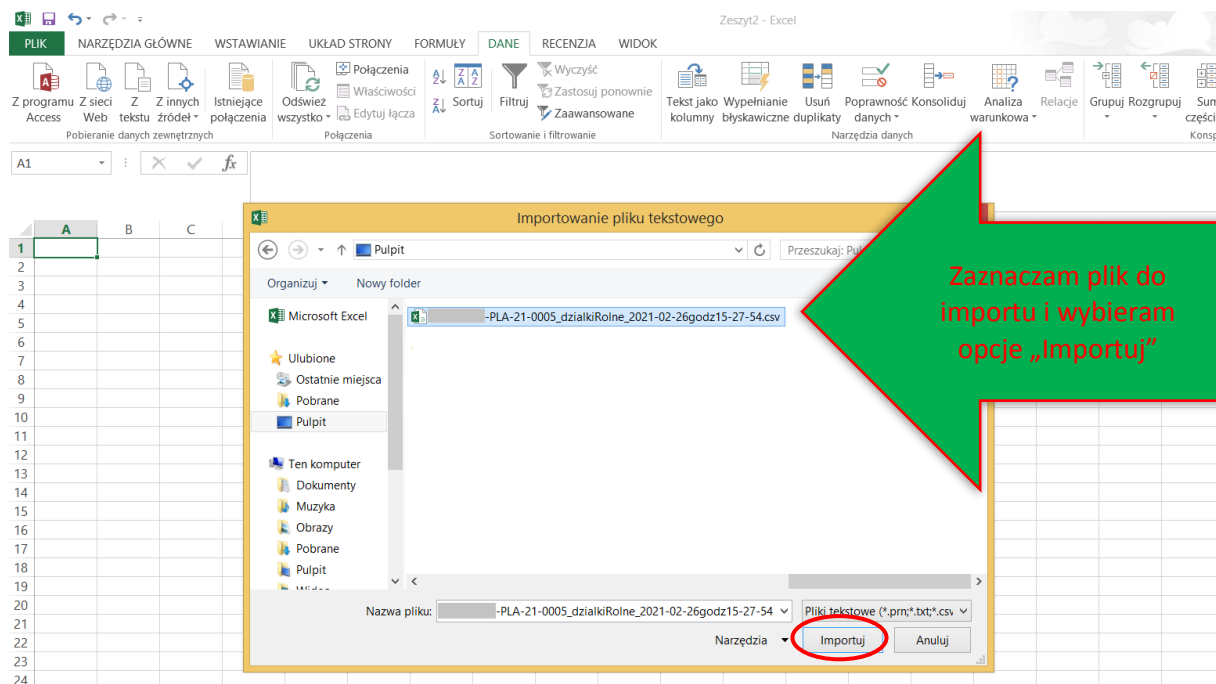 Zeszyt2 - Excel
PLIK NARZĘDZIA GŁÓWNE WSTAWIANIE UKŁAD STRONY FORMUŁY DANE RECENZJA WIDOK
Z programu Access
Z sieci Web
Z tekstu
Z innych źródeł
Istniejące połączenia
Pobieranie danych zewnętrznych
Odśwież wszystko
Połączenia
Właściwości
Edytuj łącza
Połączenia
Sortuj
Filtruj
Wyczyść
Zastosuj ponownie
Zaawansowane
Sortowanie i filtrowanie
Tekst jako kolumny
Wypełnianie błyskawiczne
Usuń duplikaty
Poprawność danych
Konsoliduj
Analiza warunkowa
Relacje
Narzędzia danych
Grupuj
Rozgrupuj
Sum
części
Konsp
A1
fx
A B C
1
2
3
4
5
6
7
8
9
10
11
12
13
14
15
16
17
18
19
20
21
22
23
24
Importowanie pliku tekstowego
Pulpit
Przeszukaj: Pu
Organizuj Nowy folder
Microsoft Excel
Ulubione
Ostatnie miejsca
Pobrane
Pulpit
Ten komputer
Dokumenty
Muzyka
Obrazy
Pobrane
Pulpit
-PLA-21-0005_dzialkiRolne_2021-02-26godz15-27-54.csv
Nazwa pliku: -PLA-21-0005_dzialkiRolne_2021-02-26godz15-27-54
Pliki tekstowe (*.prn;*.txt;*.csv
Narzędzia Importuj Anuluj
Zaznaczam plik do
importu i wybieram
opcje „Importuj”